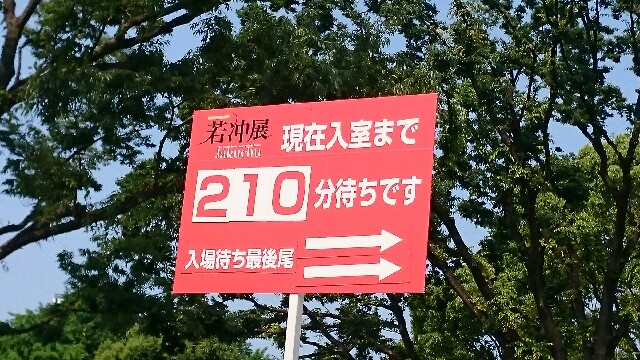 若冲展 現在入室まで
Jakuchu
210分待ちです
入場待ち最後尾